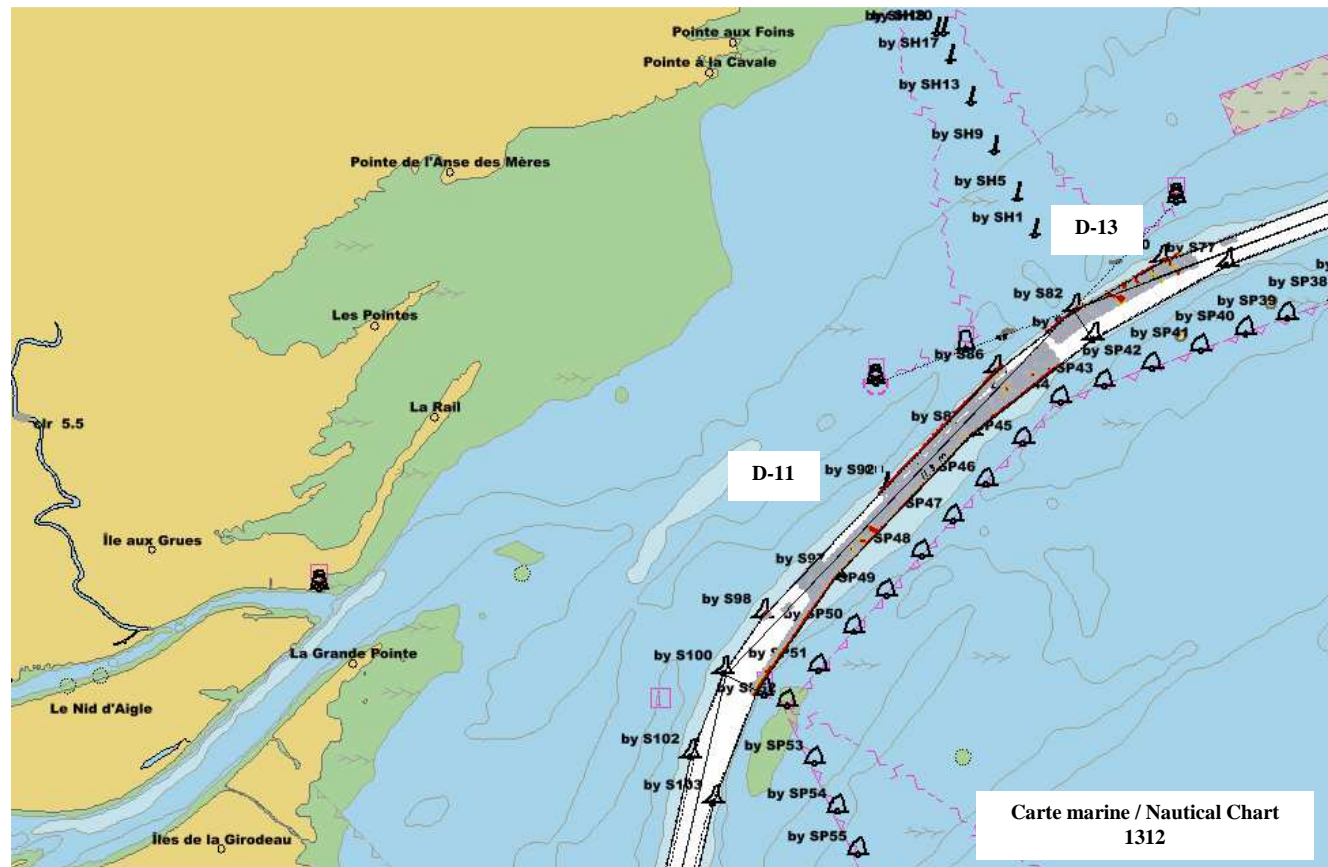 Pointe aux Foins
Pointe à la Cavale
by SH17
by SH13
by SH9
by SH5
by SH1
Pointe de l'Anse des Mères
D-13
by S77
by S82
by SP38
by SP39
by SP40
by SP41
by SP42
SP43
by S86
Les Pointes
La Rail
clr 5.5
SP45
D-11
by S92
SP46
SP47
SP48
by S97
SP49
Île aux Grues
by S98
by SP50
by S100
by SP51
La Grande Pointe
Le Nid d'Aigle
by S102
by SP53
by S103
by SP54
by SP55
Îles de la Girodeau
Carte marine / Nautical Chart
1312